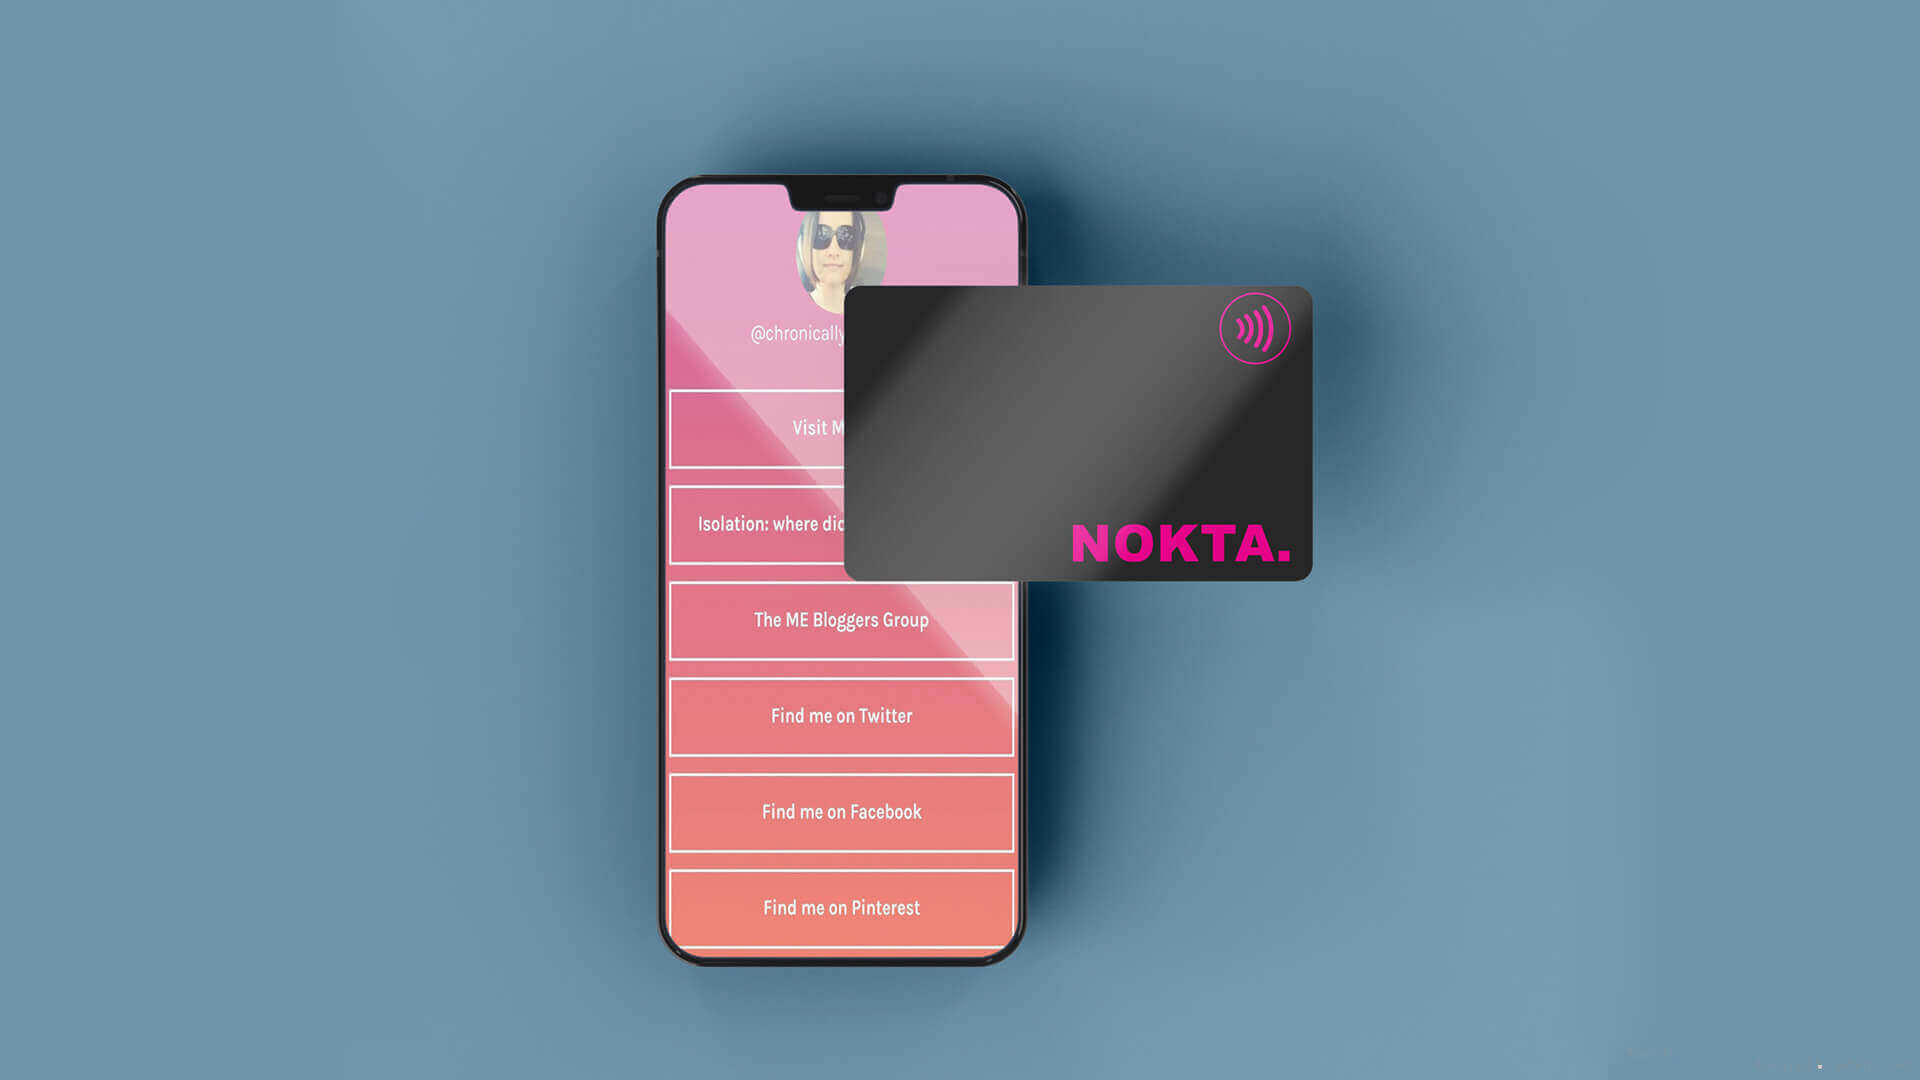 @chronically
Visit M
Isolation: where did
The ME Bloggers Group
Find me on Twitter
Find me on Facebook
Find me on Pinterest
NOKTA.